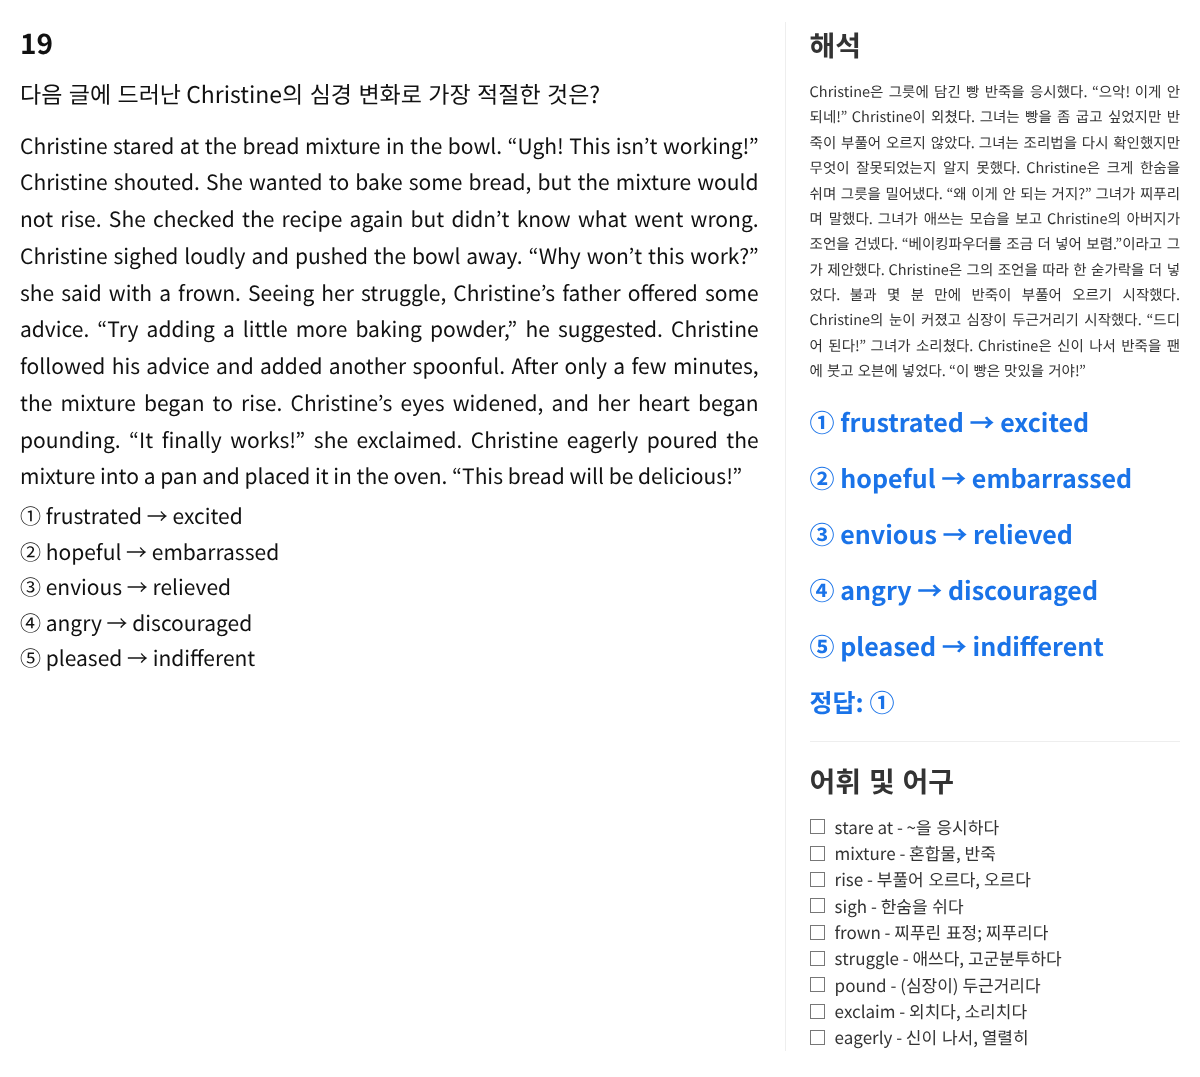 19
다음 글에 드러난 Christine의 심경 변화로 가장 적절한 것은?
Christine stared at the bread mixture in the bowl. “Ugh! This isn’t working!”
Christine shouted. She wanted to bake some bread, but the mixture would
not rise. She checked the recipe again but didn’t know what went wrong.
Christine sighed loudly and pushed the bowl away. “Why won’t this work?”
she said with a frown. Seeing her struggle, Christine’s father offered some
advice. “Try adding a little more baking powder,” he suggested. Christine
followed his advice and added another spoonful. After only a few minutes,
the mixture began to rise. Christine’s eyes widened, and her heart began
pounding. “It finally works!” she exclaimed. Christine eagerly poured the
mixture into a pan and placed it in the oven. “This bread will be delicious!”
① frustrated → excited
② hopeful → embarrassed
③ envious → relieved
④ angry → discouraged
⑤ pleased → indifferent
해석
Christine은 그릇에 담긴 빵 반죽을 응시했다. “으악! 이게 안
되네!” Christine이 외쳤다. 그녀는 빵을 좀 굽고 싶었지만 반
죽이 부풀어 오르지 않았다. 그녀는 조리법을 다시 확인했지만
무엇이 잘못되었는지 알지 못했다. Christine은 크게 한숨을
쉬며 그릇을 밀어냈다. “왜 이게 안 되는 거지?” 그녀가 찌푸리
며 말했다. 그녀가 애쓰는 모습을 보고 Christine의 아버지가
조언을 건넸다. “베이킹파우더를 조금 더 넣어 보렴.”이라고 그
가 제안했다. Christine은 그의 조언을 따라 한 숟가락을 더 넣
었다. 불과 몇 분 만에 반죽이 부풀어 오르기 시작했다.
Christine의 눈이 커졌고 심장이 두근거리기 시작했다. “드디
어 된다!” 그녀가 소리쳤다. Christine은 신이 나서 반죽을 팬
에 붓고 오븐에 넣었다. “이 빵은 맛있을 거야!”
① frustrated → excited
② hopeful → embarrassed
③ envious → relieved
④ angry → discouraged
⑤ pleased → indifferent
정답: ①
어휘 및 어구
□ stare at - ~을 응시하다
□ mixture - 혼합물, 반죽
□ rise - 부풀어 오르다, 오르다
□ sigh - 한숨을 쉬다
□ frown - 찌푸린 표정; 찌푸리다
□ struggle - 애쓰다, 고군분투하다
□ pound - (심장이) 두근거리다
□ exclaim - 외치다, 소리치다
□ eagerly - 신이 나서, 열렬히